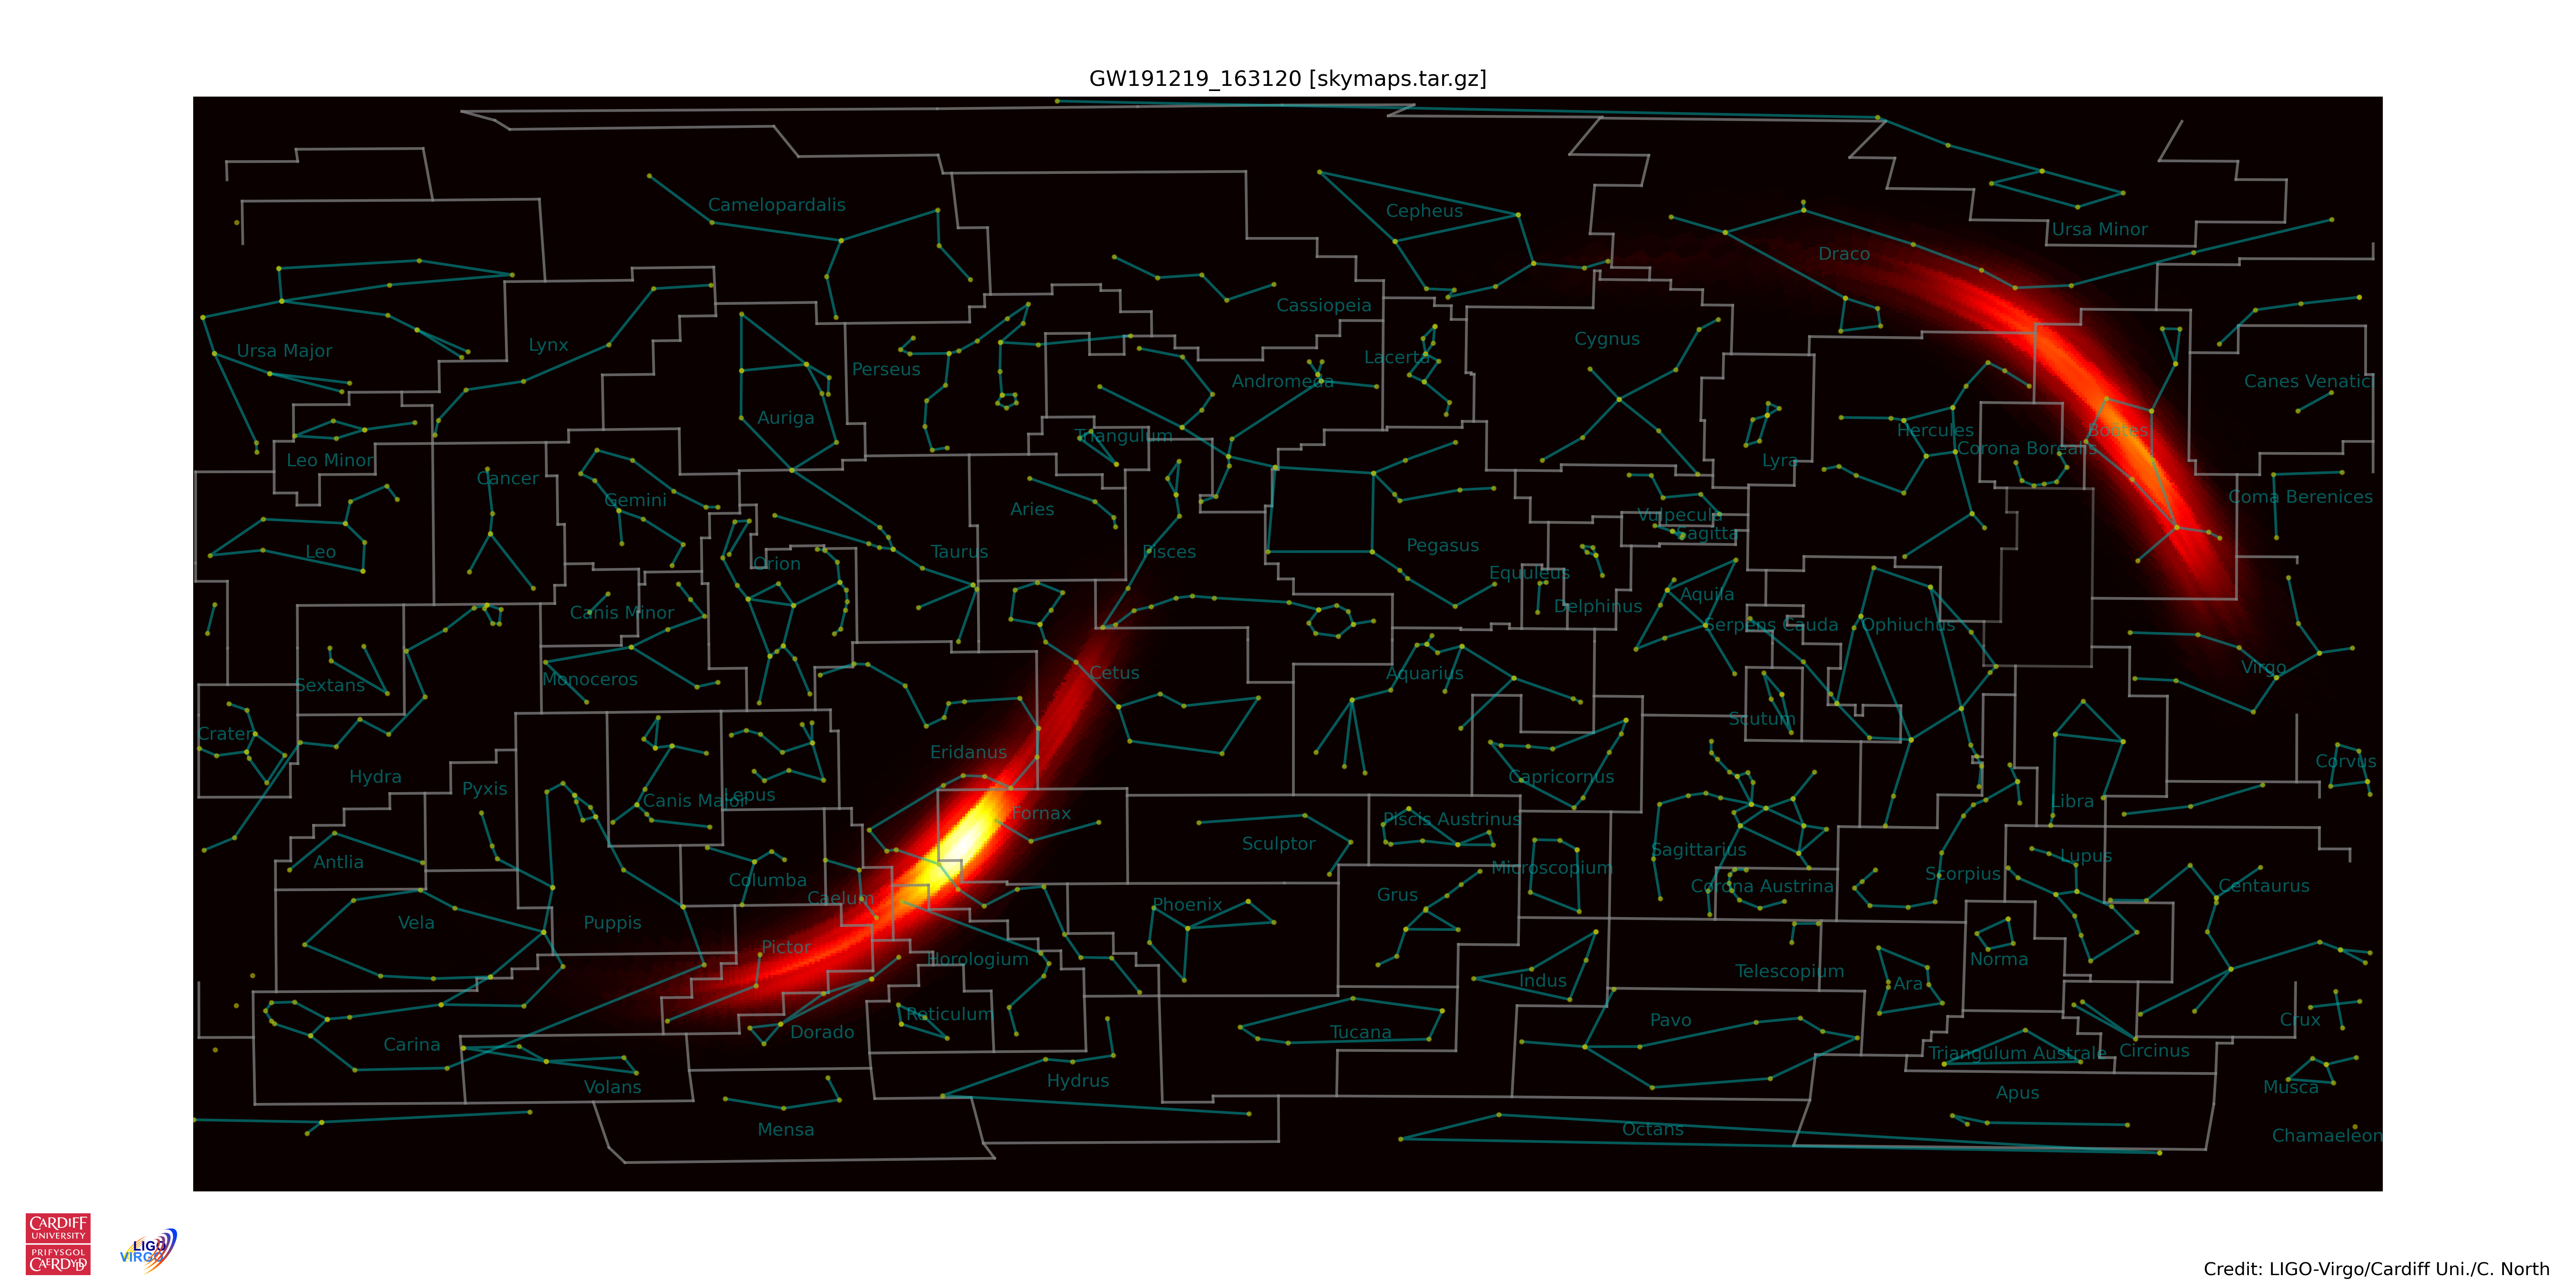 GW191219_163120 [skymaps.tar.gz]
Camelopardalis
Cepheus
Ursa Minor
Draco
Cassiopeia
Cygnus
Ursa Major
Lynx
Lacerta
Perseus
Andromeda
Canes Venatici
Auriga
Triangulum
Hercules
Boötes
Corona Borealis
Leo Minor
Lyra
Cancer
Gemini
Coma Berenices
Aries
Vulpecula
Sagitta
Leo
Orion
Taurus
Pisces
Pegasus
Equuleus
Canis Minor
Delphinus
Aquila
Serpens Cauda
Ophiuchus
Sextans
Monoceros
Cetus
Aquarius
Virgo
Crater
Scutum
Eridanus
Hydra
Pyxis
Capricornus
Corvus
Canis Major
Lepus
Fornax
Libra
Piscis Austrinus
Sculptor
Antlia
Sagittarius
Lupus
Microscopium
Columba
Caelum
Grus
Corona Austrina
Scorpius
Centaurus
Vela
Puppis
Phoenix
Pictor
Horologium
Indus
Telescopium
Ara
Norma
Reticulum
Carina
Dorado
Tucana
Pavo
Crux
Triangulum Australe
Circinus
Volans
Hydrus
Apus
Musca
Mensa
Octans
Chamaeleon
CARDIFF
UNIVERSITY
PRIFYSGOL
CAERDYDD
LIGO
VIRGO
Credit: LIGO-Virgo/Cardiff Uni./C. North